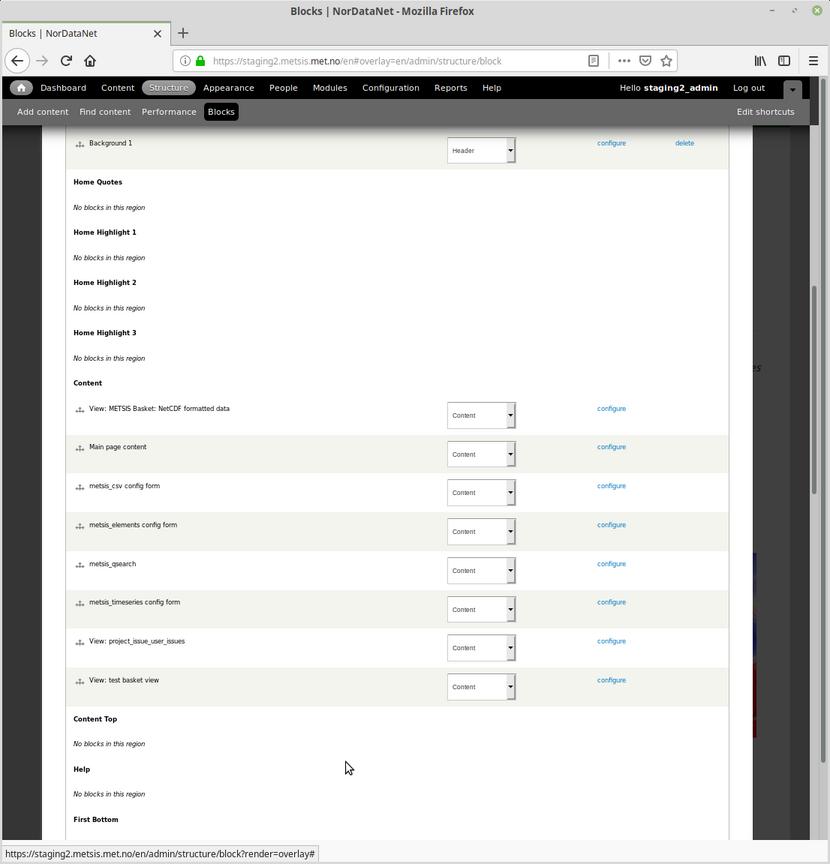 Blocks | NorDataNet - Mozilla Firefox
Blocks | NorDataNet
https://staging2.metsis.met.no/en#overlay=en/admin/structure/block
Dashboard Content Structure Appearance People Modules Configuration Reports Help Hello staging2_admin Log out
Add content Find content Performance Blocks Edit shortcuts
Background 1 Header configure delete
Home Quotes
No blocks in this region
Home Highlight 1
No blocks in this region
Home Highlight 2
No blocks in this region
Home Highlight 3
No blocks in this region
es
Content
View: METSIS Basket: NetCDF formatted data Content configure
Main page content Content configure
metsis_csv config form Content configure
metsis_elements config form Content configure
metsis_qsearch Content configure
metsis_timeseries config form Content configure
View: project_issue_user_issues Content configure
View: test basket view Content configure
Content Top
No blocks in this region
Help
No blocks in this region
First Bottom
https://staging2.metsis.met.no/en/admin/structure/block?render=overlay#